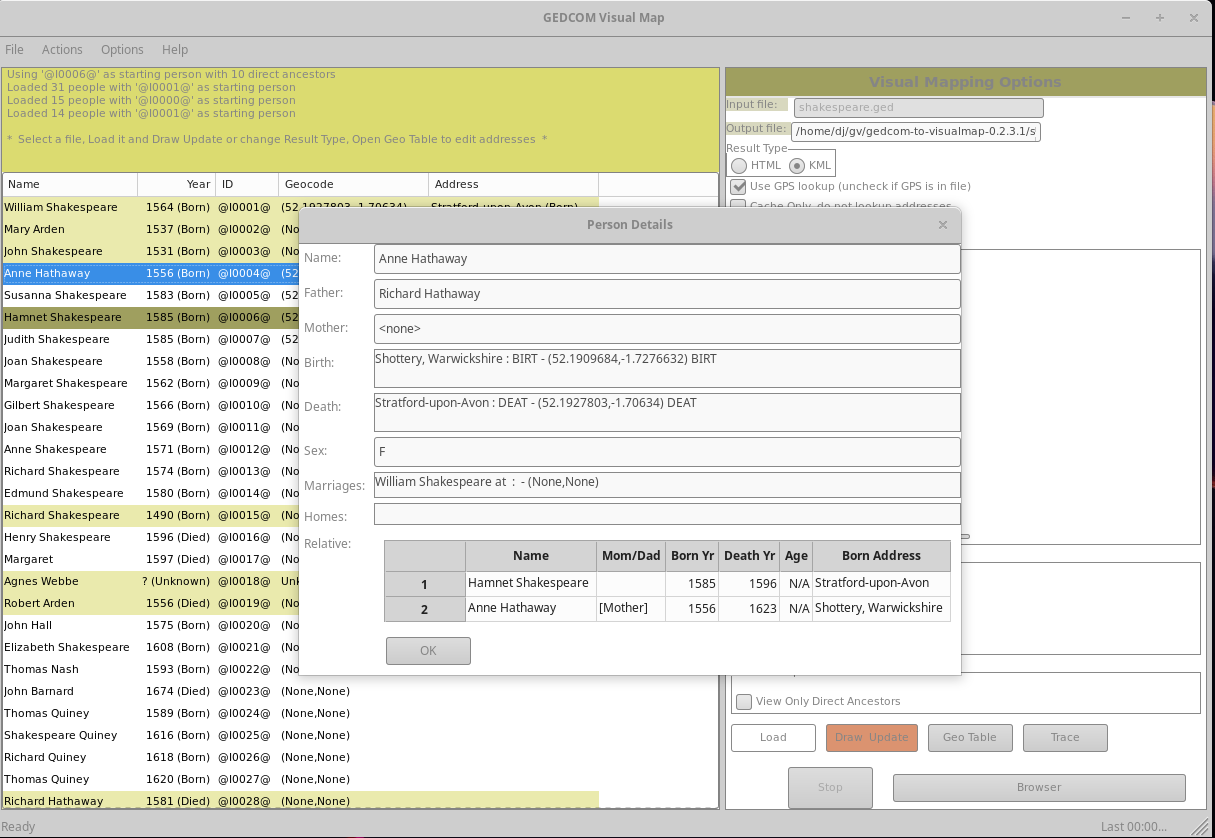 GEDCOM Visual Map
File Actions Options Help
Using '@I0006@' as starting person with 10 direct ancestors
Loaded 31 people with '@I0001@' as starting person
Loaded 15 people with '@I0000@' as starting person
Loaded 14 people with '@I0001@' as starting person
* Select a file, Load it and Draw Update or change Result Type, Open Geo Table to edit addresses *
Visual Mapping Options
Input file: shakespeare.ged
Output file: /home/dj/gv/gedcom-to-visualmap-0.2.3.1/s
Result Type
HTML KML
Use GPS lookup (uncheck if GPS is in file)
Cache Only, do not lookup addresses
Name Year ID Geocode Address
William Shakespeare 1564 (Born) @I0001@ (52.1927803,-1.70634) Stratford-upon-Avon (Born)
Mary Arden 1537 (Born) @I0002@ (No
John Shakespeare 1531 (Born) @I0003@ (No
Anne Hathaway 1556 (Born) @I0004@ (52
Susanna Shakespeare 1583 (Born) @I0005@ (52
Hamnet Shakespeare 1585 (Born) @I0006@ (52
Judith Shakespeare 1585 (Born) @I0007@ (52
Joan Shakespeare 1558 (Born) @I0008@ (No
Margaret Shakespeare 1562 (Born) @I0009@ (No
Gilbert Shakespeare 1566 (Born) @I0010@ (No
Joan Shakespeare 1569 (Born) @I0011@ (No
Anne Shakespeare 1571 (Born) @I0012@ (No
Richard Shakespeare 1574 (Born) @I0013@ (No
Edmund Shakespeare 1580 (Born) @I0014@ (No
Richard Shakespeare 1490 (Born) @I0015@ (No
Henry Shakespeare 1596 (Died) @I0016@ (No
Margaret 1597 (Died) @I0017@ (No
Agnes Webbe ? (Unknown) @I0018@ Unk
Robert Arden 1556 (Died) @I0019@ (No
John Hall 1575 (Born) @I0020@ (No
Elizabeth Shakespeare 1608 (Born) @I0021@ (No
Thomas Nash 1593 (Born) @I0022@ (No
John Barnard 1674 (Died) @I0023@ (None,None)
Thomas Quiney 1589 (Born) @I0024@ (None,None)
Shakespeare Quiney 1616 (Born) @I0025@ (None,None)
Richard Quiney 1618 (Born) @I0026@ (None,None)
Thomas Quiney 1620 (Born) @I0027@ (None,None)
Richard Hathaway 1581 (Died) @I0028@ (None,None)
Person Details
Name: Anne Hathaway
Father: Richard Hathaway
Mother: <none>
Birth: Shottery, Warwickshire : BIRT - (52.1909684,-1.7276632) BIRT
Death: Stratford-upon-Avon : DEAT - (52.1927803,-1.70634) DEAT
Sex: F
Marriages: William Shakespeare at : - (None,None)
Homes:
Relative:
Name Mom/Dad Born Yr Death Yr Age Born Address
1 Hamnet Shakespeare 1585 1596 N/A Stratford-upon-Avon
2 Anne Hathaway [Mother] 1556 1623 N/A Shottery, Warwickshire
OK
View Only Direct Ancestors
Load Draw Update Geo Table Trace
Stop Browser
Ready Last 00:00...